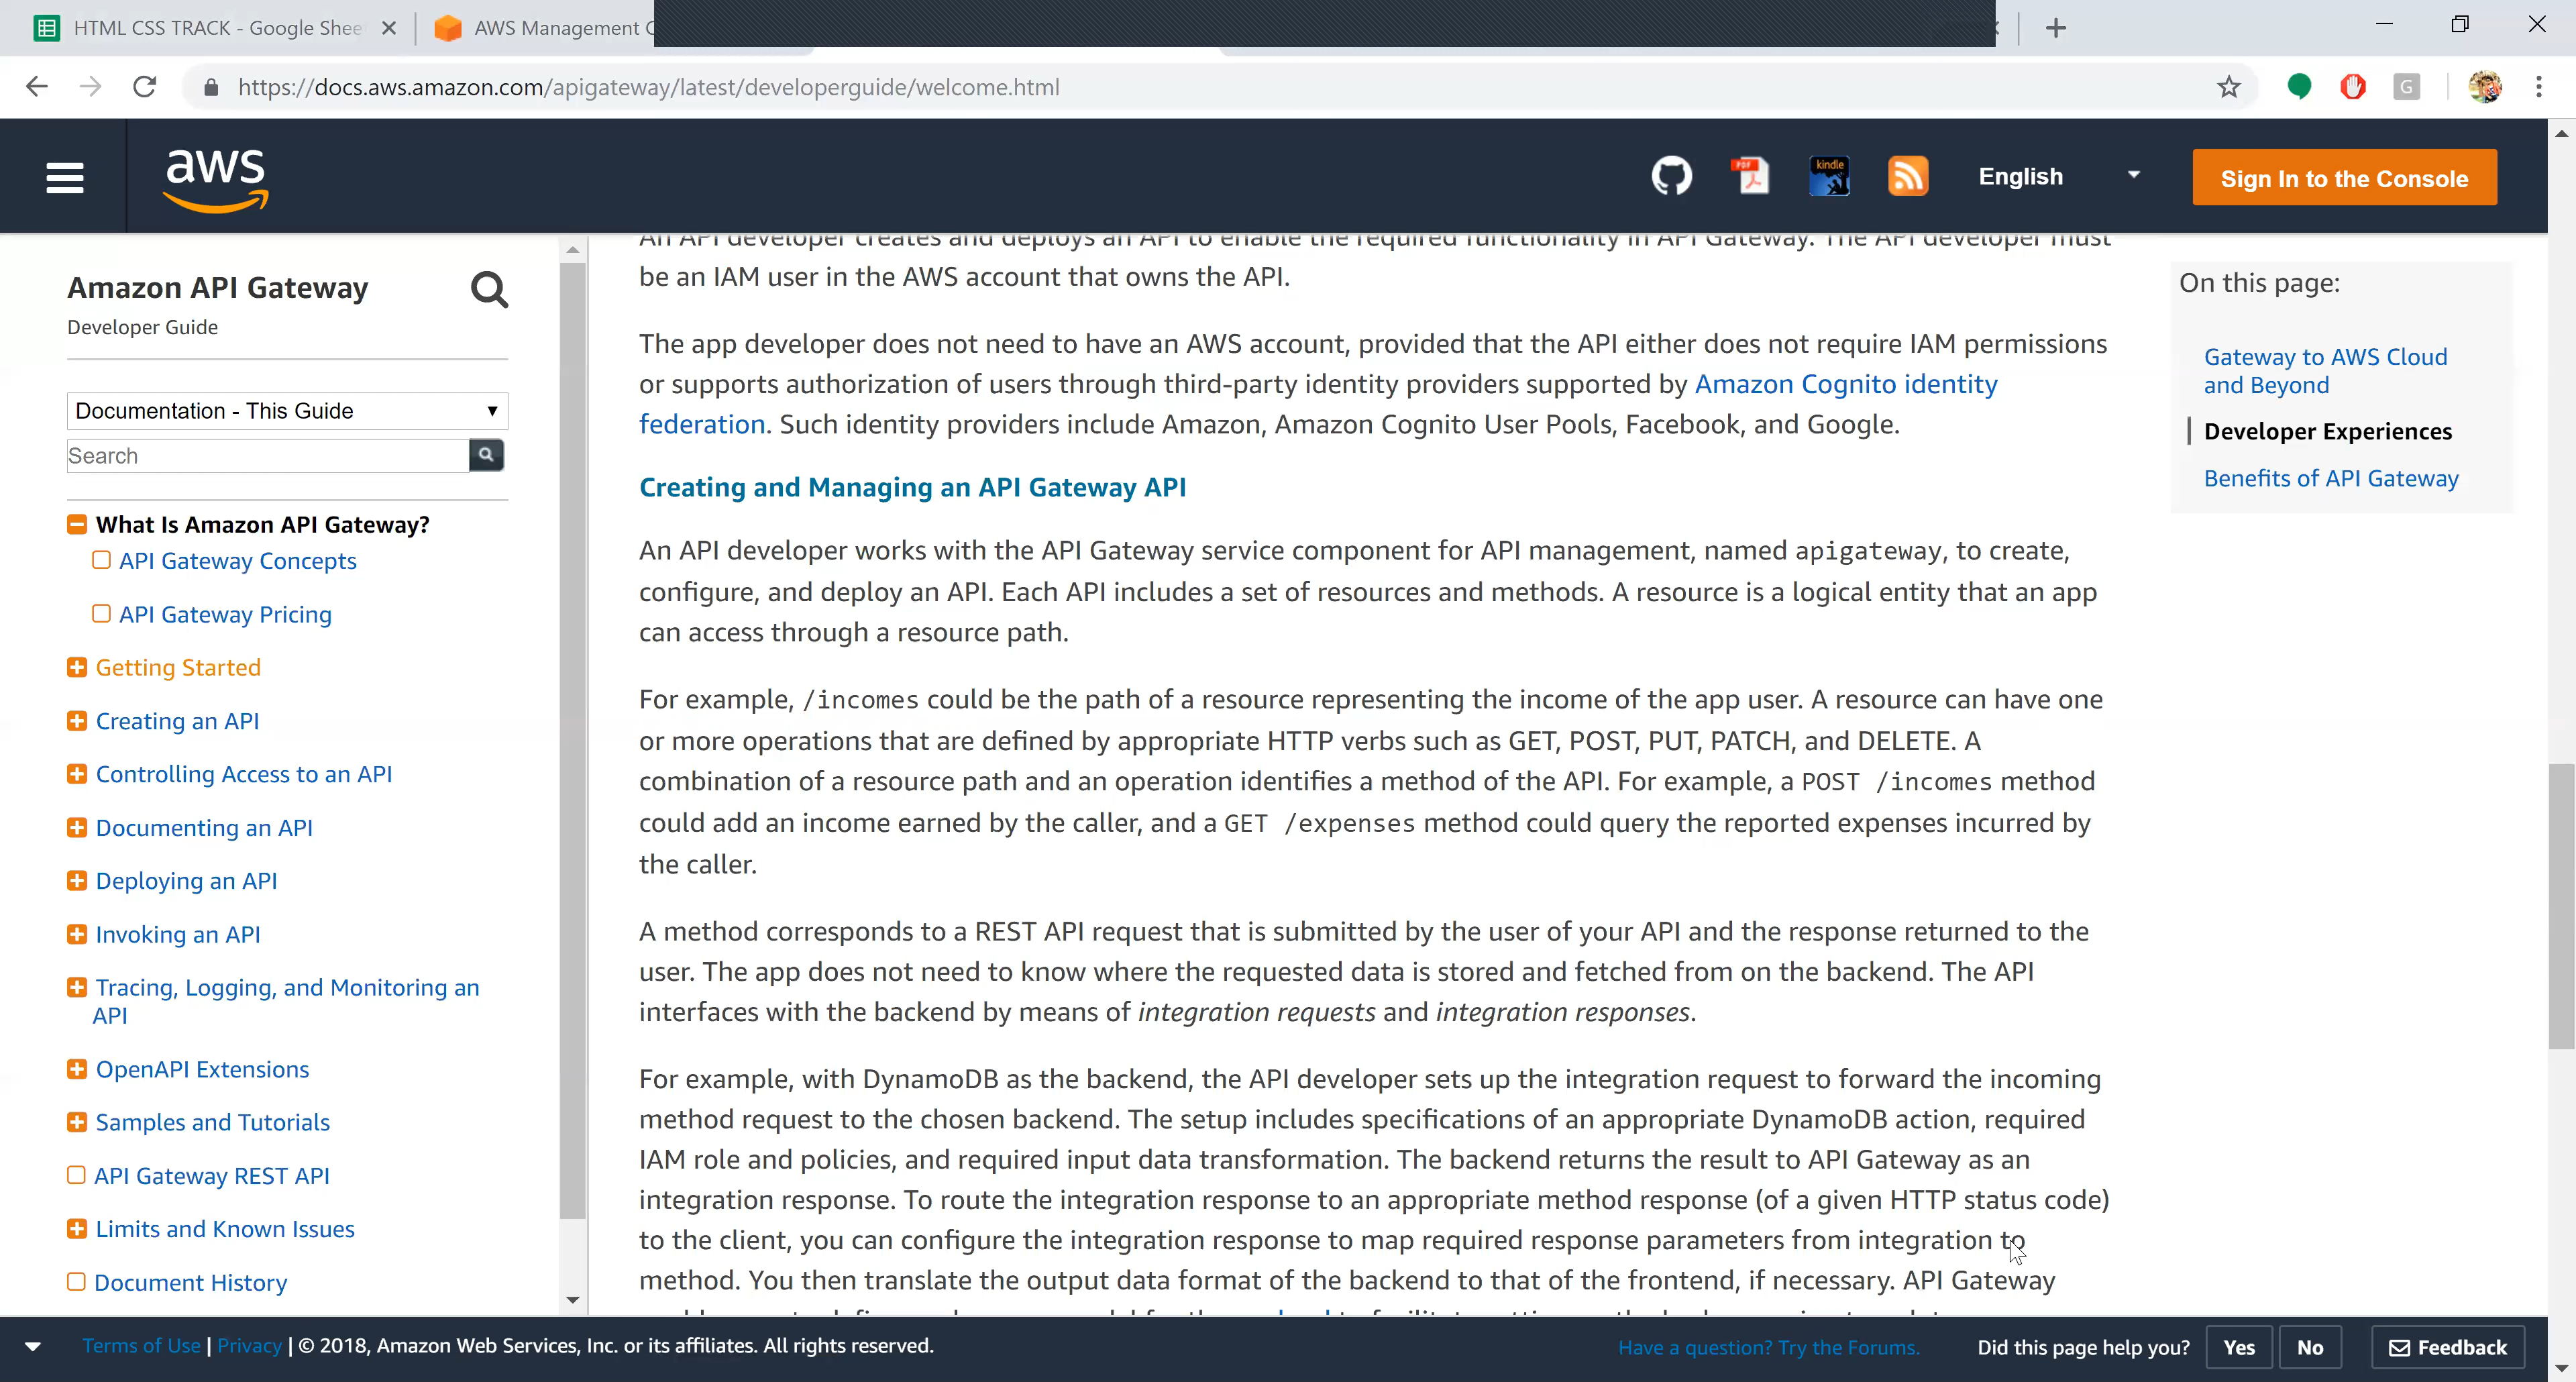 HTML CSS TRACK - Google Shee
AWS Management C
https://docs.aws.amazon.com/apigateway/latest/developerguide/welcome.html
G
aws
PDF
kindle
English
Sign In to the Console
Amazon API Gateway
Developer Guide
Documentation - This Guide
Search
What Is Amazon API Gateway?
API Gateway Concepts
API Gateway Pricing
Getting Started
Creating an API
Controlling Access to an API
Documenting an API
Deploying an API
Invoking an API
Tracing, Logging, and Monitoring an
API
OpenAPI Extensions
Samples and Tutorials
API Gateway REST API
Limits and Known Issues
Document History
An API developer creates and deploys an API to enable the required functionality in API Gateway. The API developer must
be an IAM user in the AWS account that owns the API.
The app developer does not need to have an AWS account, provided that the API either does not require IAM permissions
or supports authorization of users through third-party identity providers supported by Amazon Cognito identity
federation. Such identity providers include Amazon, Amazon Cognito User Pools, Facebook, and Google.
Creating and Managing an API Gateway API
An API developer works with the API Gateway service component for API management, named apigateway, to create,
configure, and deploy an API. Each API includes a set of resources and methods. A resource is a logical entity that an app
can access through a resource path.
For example, /incomes could be the path of a resource representing the income of the app user. A resource can have one
or more operations that are defined by appropriate HTTP verbs such as GET, POST, PUT, PATCH, and DELETE. A
combination of a resource path and an operation identifies a method of the API. For example, a POST /incomes method
could add an income earned by the caller, and a GET /expenses method could query the reported expenses incurred by
the caller.
A method corresponds to a REST API request that is submitted by the user of your API and the response returned to the
user. The app does not need to know where the requested data is stored and fetched from on the backend. The API
interfaces with the backend by means of integration requests and integration responses.
For example, with DynamoDB as the backend, the API developer sets up the integration request to forward the incoming
method request to the chosen backend. The setup includes specifications of an appropriate DynamoDB action, required
IAM role and policies, and required input data transformation. The backend returns the result to API Gateway as an
integration response. To route the integration response to an appropriate method response (of a given HTTP status code)
to the client, you can configure the integration response to map required response parameters from integration to
method. You then translate the output data format of the backend to that of the frontend, if necessary. API Gateway
On this page:
Gateway to AWS Cloud
and Beyond
Developer Experiences
Benefits of API Gateway
Terms of Use | Privacy | © 2018, Amazon Web Services, Inc. or its affiliates. All rights reserved.
Have a question? Try the Forums.
Did this page help you?
Yes
No
Feedback